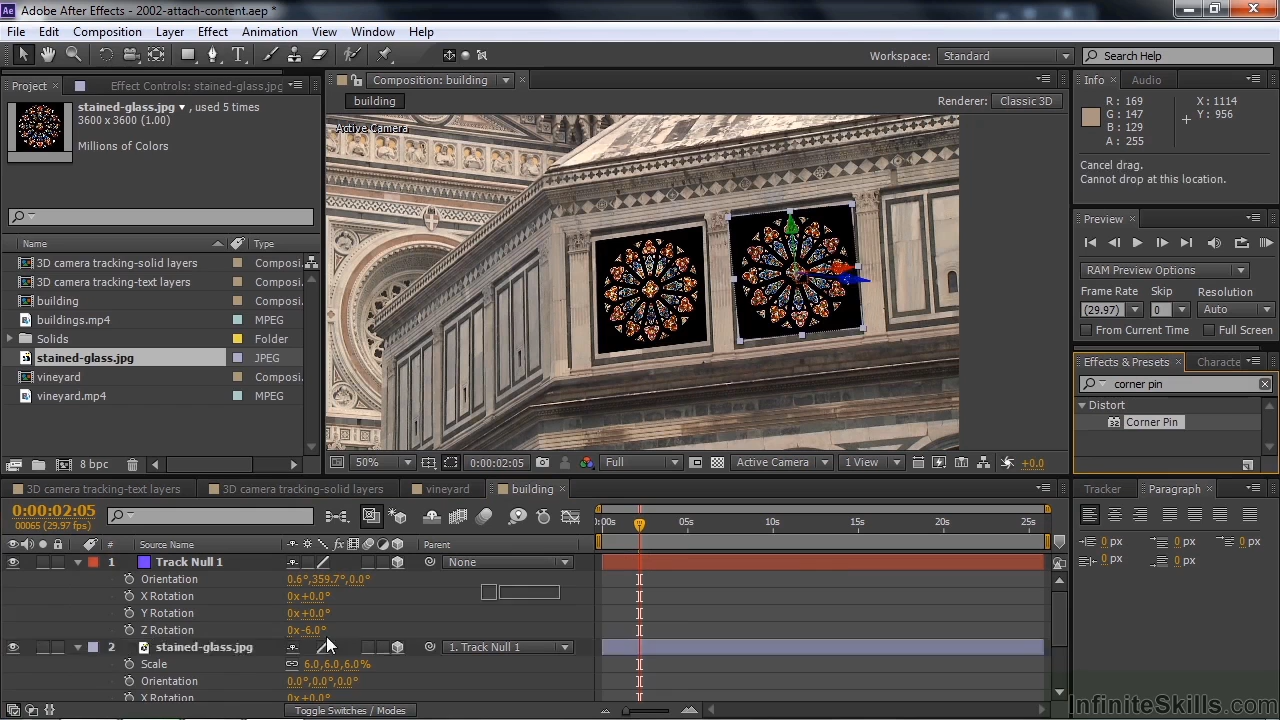 Adobe After Effects - 2002-attach-content.aep *
File Edit Composition Layer Effect Animation View Window Help
Workspace: Standard Search Help
Project Effect Controls: stained-glass.jpg
stained-glass.jpg , used 5 times
3600 x 3600 (1.00)
Millions of Colors
Name Type
3D camera tracking-solid layers Composi
3D camera tracking-text layers Composi
building Composi
buildings.mp4 MPEG
Solids Folder
stained-glass.jpg JPEG
vineyard Composi
vineyard.mp4 MPEG
8 bpc
Composition: building
building
Renderer: Classic 3D
Active Camera
50% 0:00:02:05 Full Active Camera 1 View +0.0
Info Audio
R : 169 X : 1114
G : 147 Y : 956
B : 129
A : 255
Cancel drag.
Cannot drop at this location.
Preview
RAM Preview Options
Frame Rate Skip Resolution
(29.97) 0 Auto
From Current Time Full Screen
Effects & Presets Characte
corner pin
Distort
32 Corner Pin
3D camera tracking-text layers 3D camera tracking-solid layers vineyard building
0:00:02:05
00065 (29.97 fps)
0:00s 05s 10s 15s 20s 25s
# Source Name fx Parent
1 Track Null 1 None
Orientation 0.6°,359.7°,0.0°
X Rotation 0x+0.0°
Y Rotation 0x+0.0°
Z Rotation 0x-6.0°
2 stained-glass.jpg 1. Track Null 1
Scale 6.0,6.0,6.0%
Orientation 0.0°,0.0°,0.0°
X Rotation 0x+0.0°
Toggle Switches / Modes
Tracker Paragraph
0 px 0 px 0 px
0 px 0 px
InfiniteSkills.com